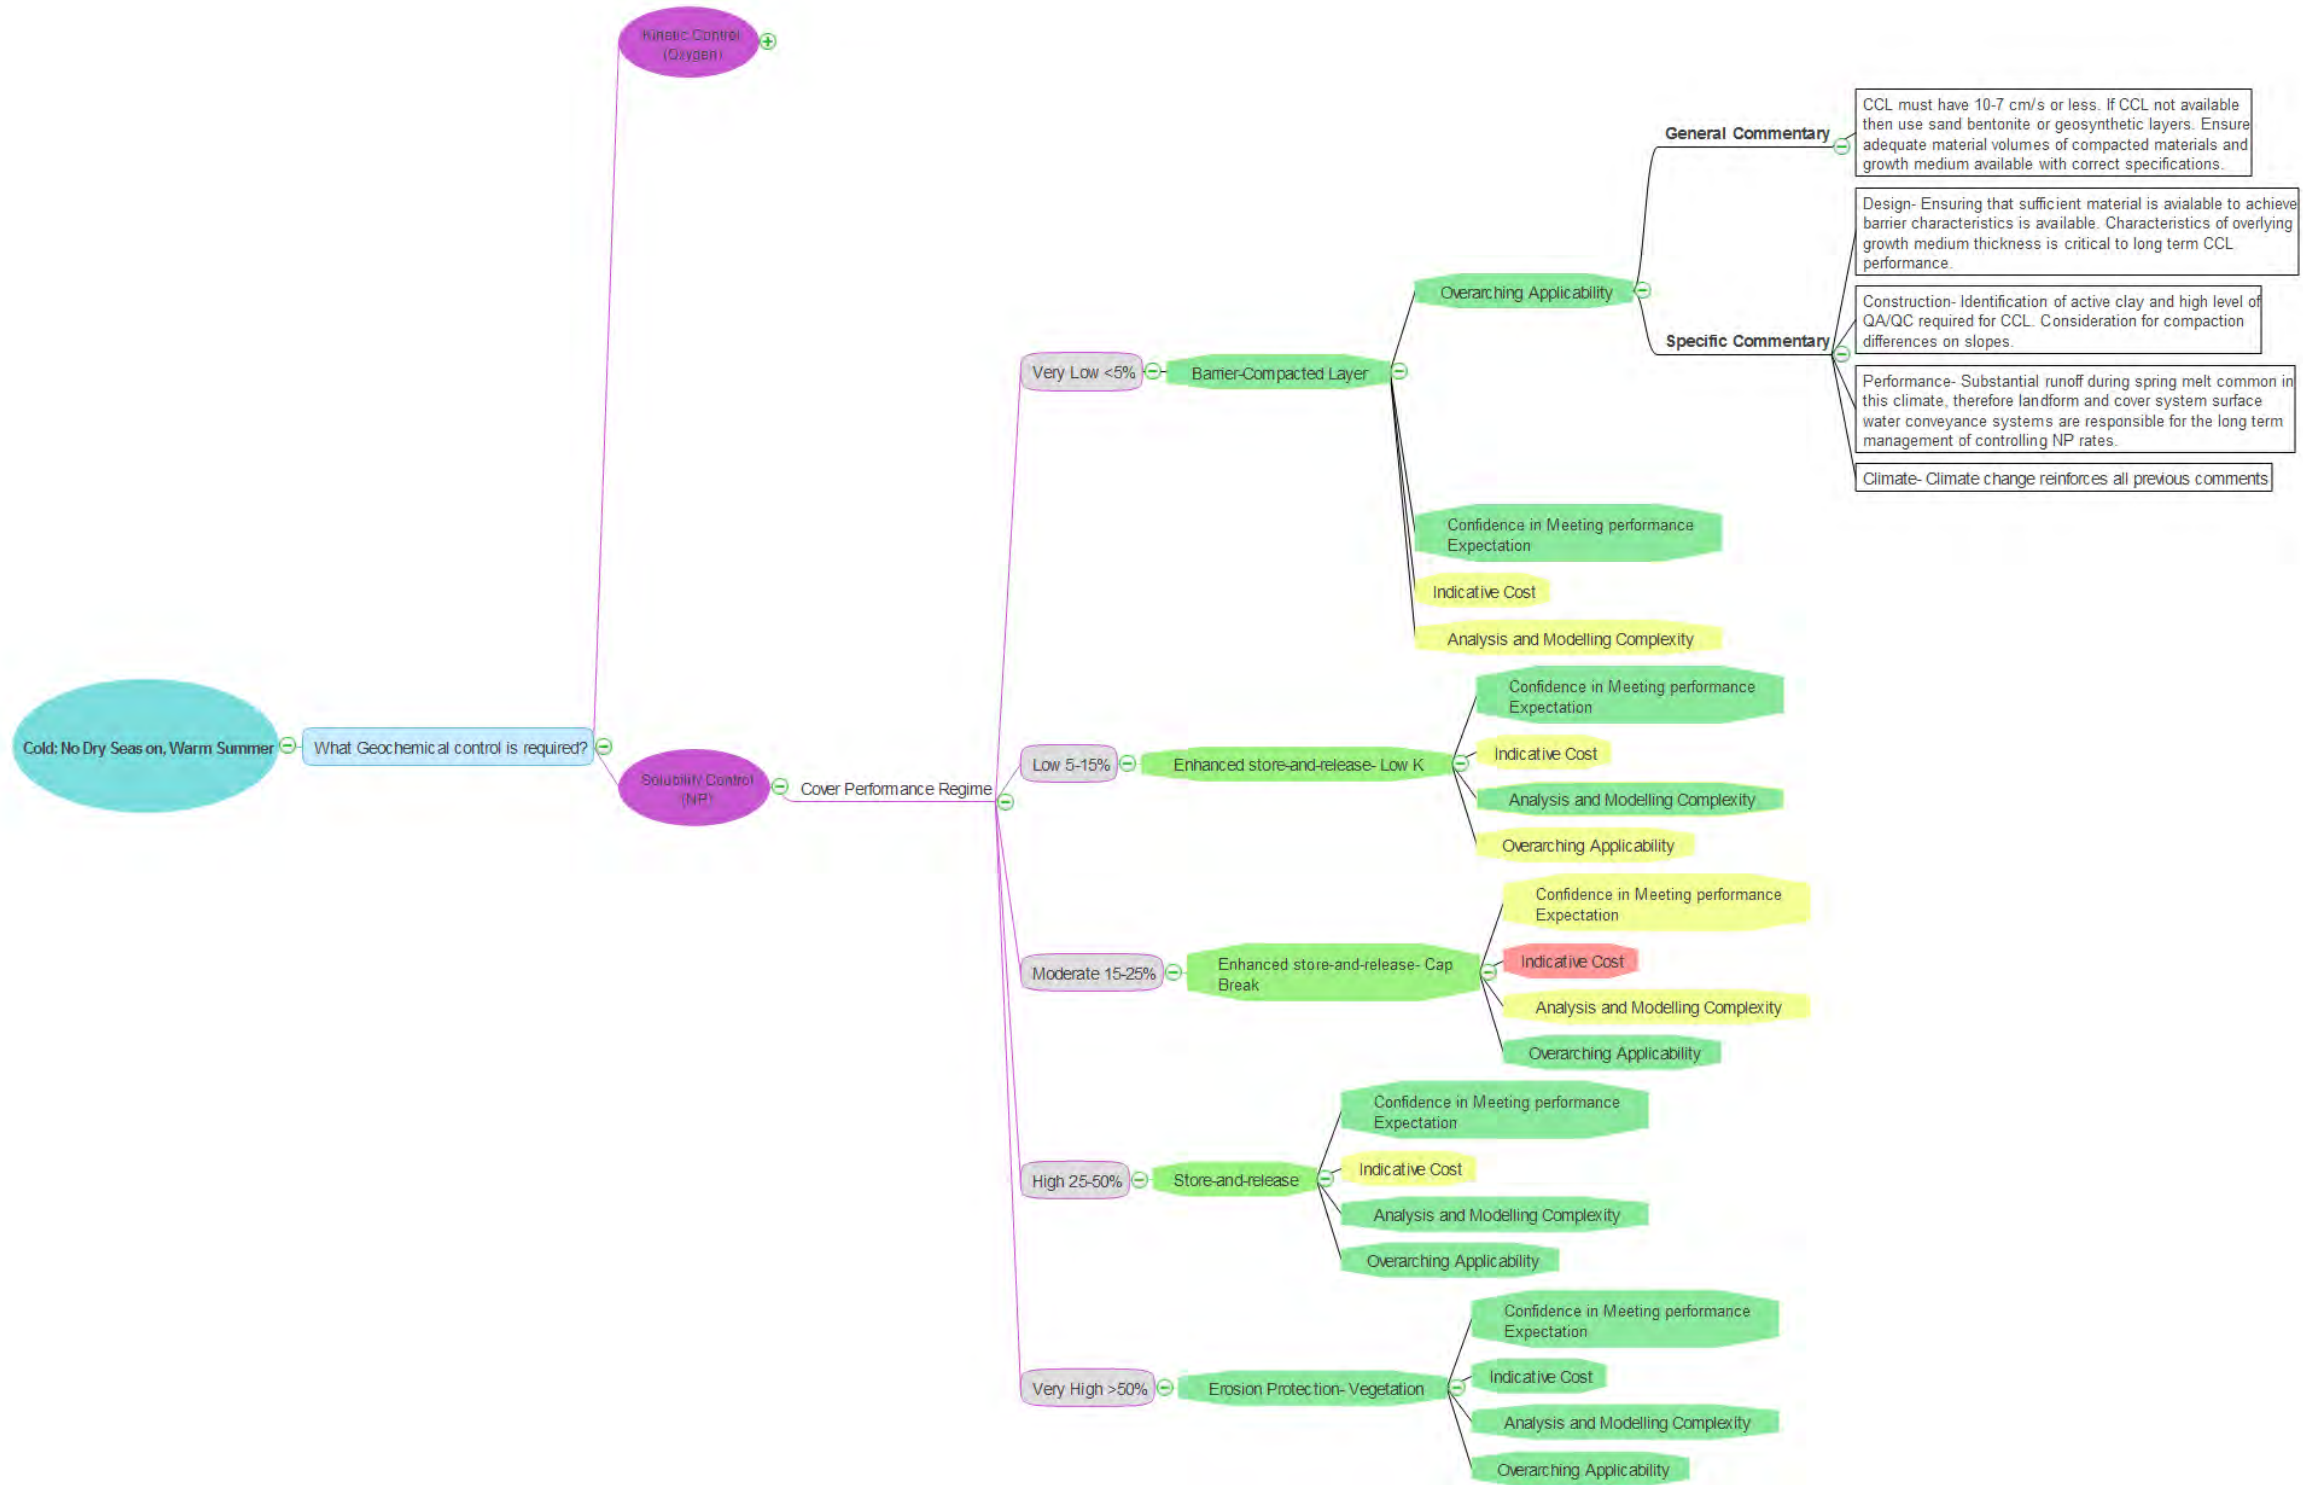 Kinetic Control
(Oxygen)
General Commentary
CCL must have 10-7 cm/s or less. If CCL not available
then use sand bentonite or geosynthetic layers. Ensure
adequate material volumes of compacted materials and
growth medium available with correct specifications.
Design- Ensuring that sufficient material is avialable to achieve
barrier characteristics is available. Characteristics of overlying
growth medium thickness is critical to long term CCL
performance.
Overarching Applicability
Construction- Identification of active clay and high level of
QA/QC required for CCL. Consideration for compaction
differences on slopes.
Specific Commentary
Very Low <5%
Barrier-Compacted Layer
Performance- Substantial runoff during spring melt common in
this climate, therefore landform and cover system surface
water conveyance systems are responsible for the long term
management of controlling NP rates.
Climate- Climate change reinforces all previous comments
Confidence in Meeting performance
Expectation
Indicative Cost
Analysis and Modelling Complexity
Cold: No Dry Season, Warm Summer
What Geochemical control is required?
Solubility Control
(NP)
Cover Performance Regime
Low 5-15%
Enhanced store-and-release- Low K
Confidence in Meeting performance
Expectation
Indicative Cost
Analysis and Modelling Complexity
Overarching Applicability
Moderate 15-25%
Enhanced store-and-release- Cap
Break
Confidence in Meeting performance
Expectation
Indicative Cost
Analysis and Modelling Complexity
Overarching Applicability
High 25-50%
Store-and-release
Confidence in Meeting performance
Expectation
Indicative Cost
Analysis and Modelling Complexity
Overarching Applicability
Very High >50%
Erosion Protection- Vegetation
Confidence in Meeting performance
Expectation
Indicative Cost
Analysis and Modelling Complexity
Overarching Applicability